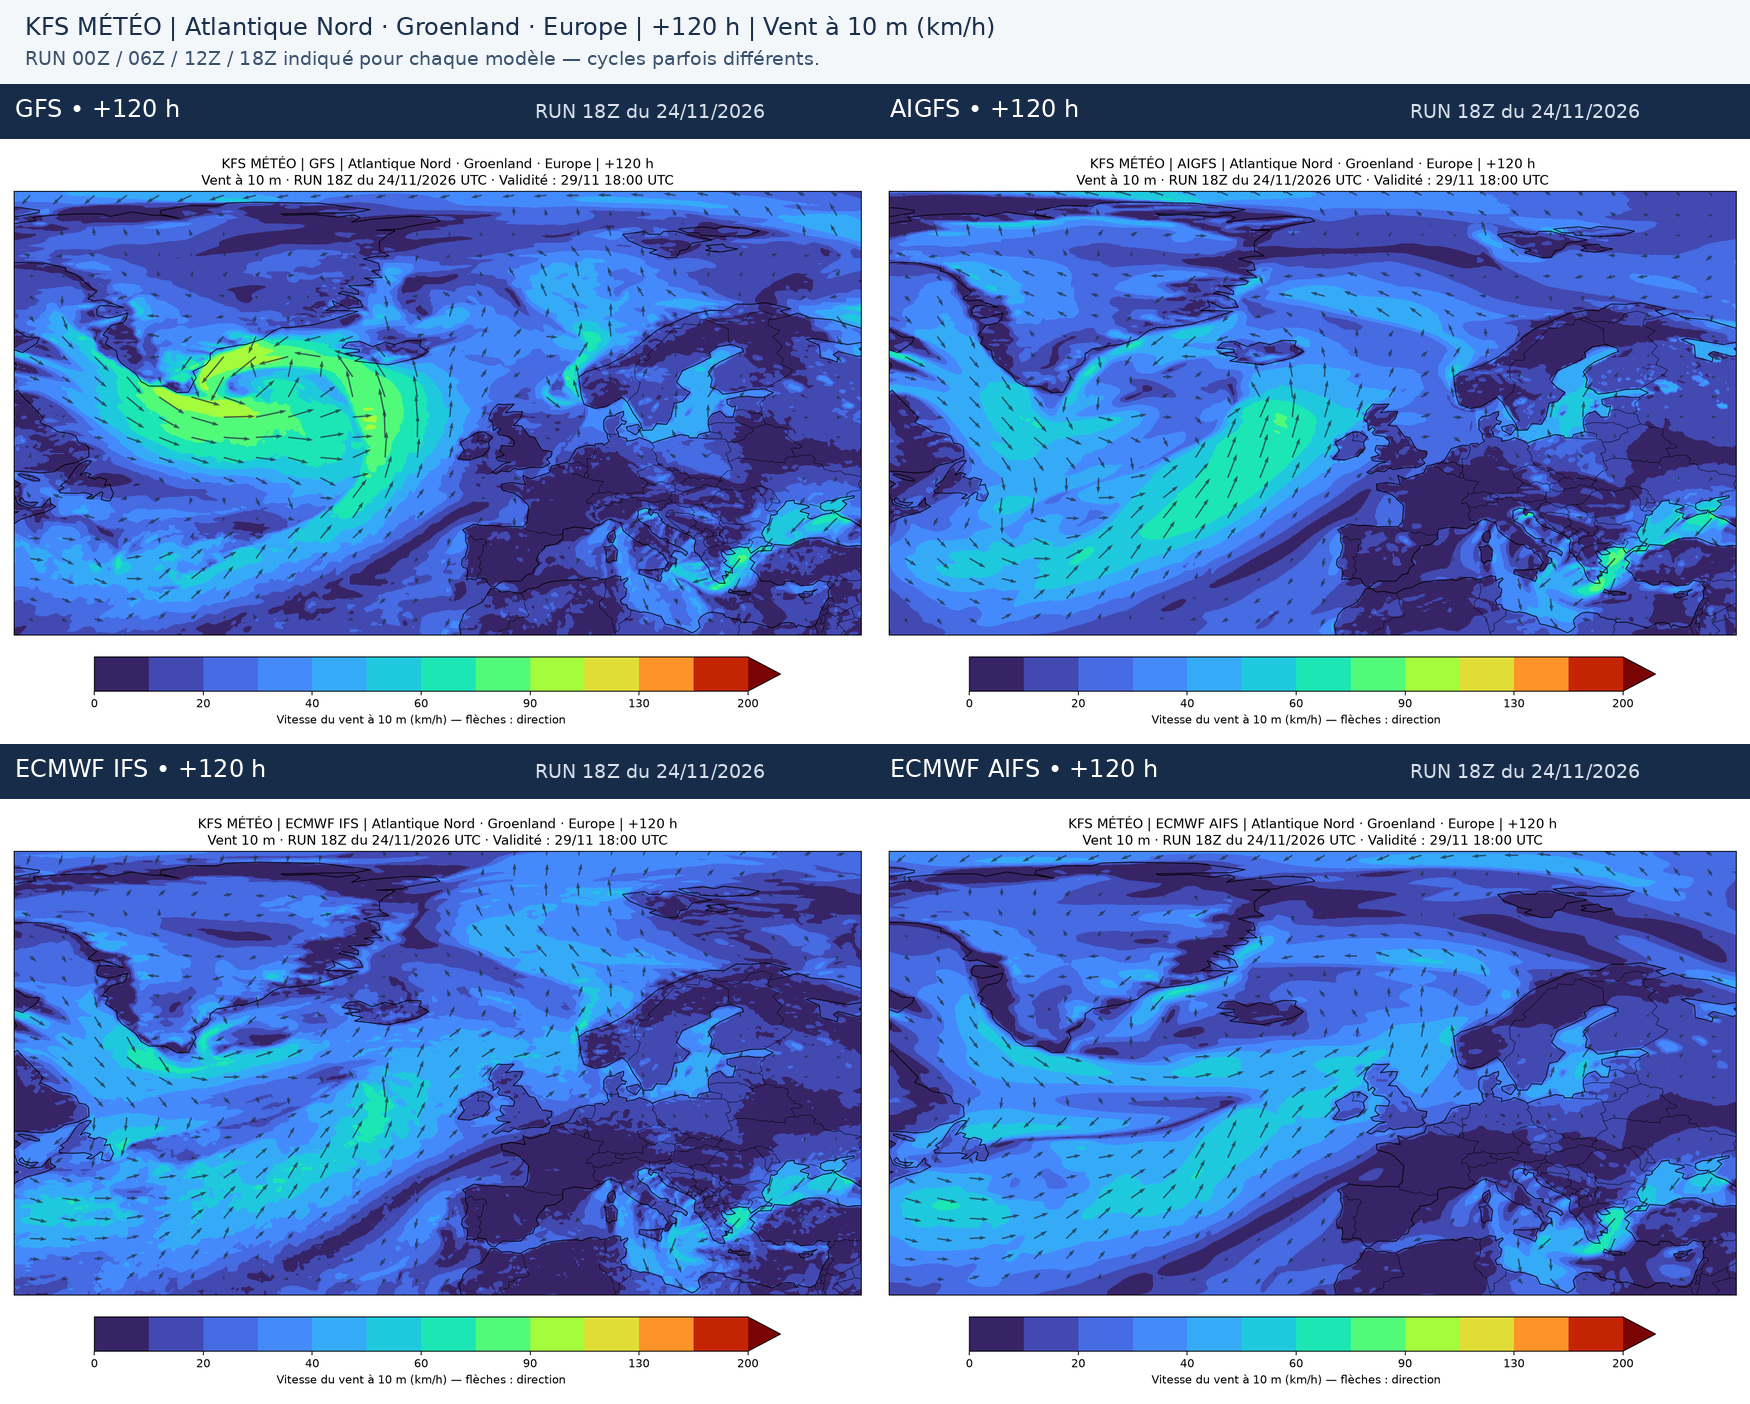 KFS MÉTÉO | Atlantique Nord · Groenland · Europe | +120 h | Vent à 10 m (km/h)
RUN 00Z / 06Z / 12Z / 18Z indiqué pour chaque modèle — cycles parfois différents.
GFS • +120 h
RUN 18Z du 24/11/2026
KFS MÉTÉO | GFS | Atlantique Nord · Groenland · Europe | +120 h
Vent à 10 m · RUN 18Z du 24/11/2026 UTC · Validité : 29/11 18:00 UTC
0 20 40 60 90 130 200
Vitesse du vent à 10 m (km/h) — flèches : direction
AIGFS • +120 h
RUN 18Z du 24/11/2026
KFS MÉTÉO | AIGFS | Atlantique Nord · Groenland · Europe | +120 h
Vent à 10 m · RUN 18Z du 24/11/2026 UTC · Validité : 29/11 18:00 UTC
0 20 40 60 90 130 200
Vitesse du vent à 10 m (km/h) — flèches : direction
ECMWF IFS • +120 h
RUN 18Z du 24/11/2026
KFS MÉTÉO | ECMWF IFS | Atlantique Nord · Groenland · Europe | +120 h
Vent 10 m · RUN 18Z du 24/11/2026 UTC · Validité : 29/11 18:00 UTC
0 20 40 60 90 130 200
Vitesse du vent à 10 m (km/h) — flèches : direction
ECMWF AIFS • +120 h
RUN 18Z du 24/11/2026
KFS MÉTÉO | ECMWF AIFS | Atlantique Nord · Groenland · Europe | +120 h
Vent 10 m · RUN 18Z du 24/11/2026 UTC · Validité : 29/11 18:00 UTC
0 20 40 60 90 130 200
Vitesse du vent à 10 m (km/h) — flèches : direction